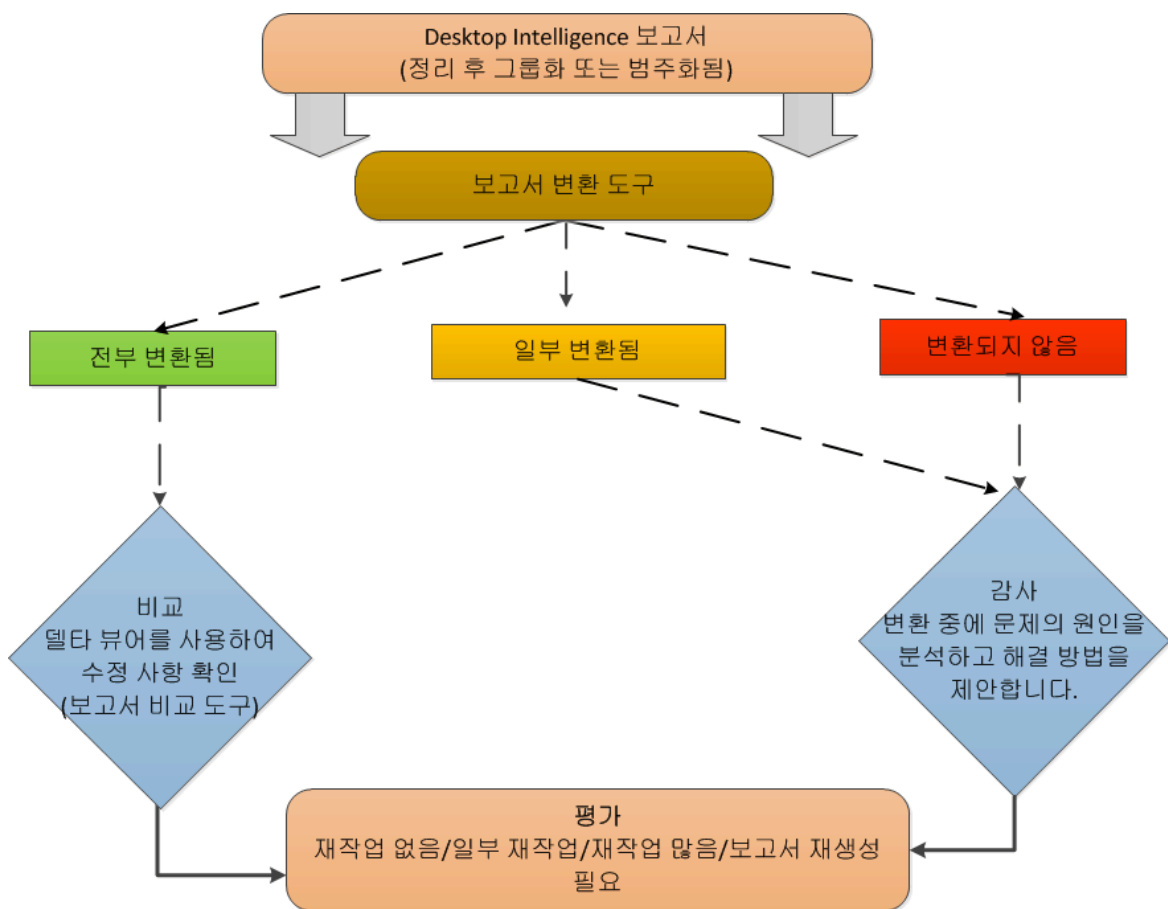 Desktop Intelligence 보고서
(정리 후 그룹화 또는 범주화됨)
보고서 변환 도구
전부 변환됨
일부 변환됨
변환되지 않음
비교
델타 뷰어를 사용하여
수정 사항 확인
(보고서 비교 도구)
감사
변환 중에 문제의 원인을
분석하고 해결 방법을
제안합니다.
평가
재작업 없음/일부 재작업/재작업 많음/보고서 재생성
필요